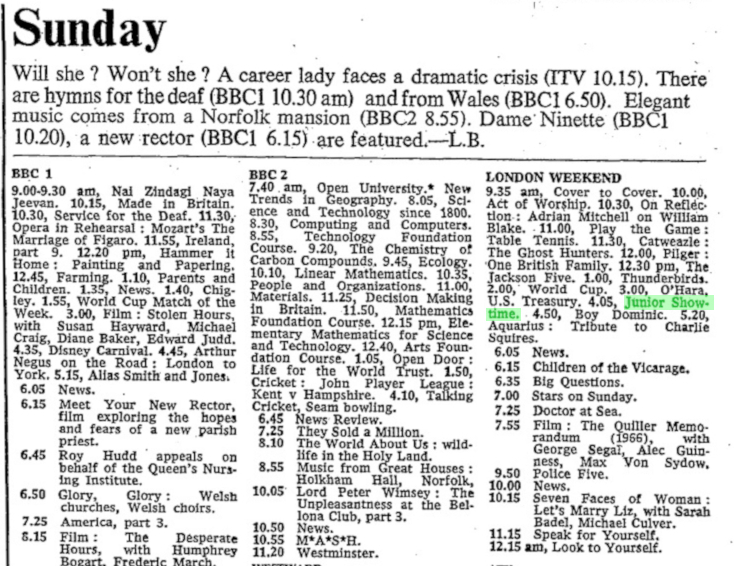 Sunday
Will she ? Won't she ? A career lady faces a dramatic crisis (ITV 10.15). There
are hymns for the deaf (BBC1 10.30 am) and from Wales (BBC1 6.50). Elegant
music comes from a Norfolk mansion (BBC2 8.55). Dame Ninette (BBC1
10.20), a new rector (BBC1 6.15) are featured.—L.B.
BBC 1
9.00-9.30 am, Nai Zindagi Naya
Jeevan. 10.15, Made in Britain.
10.30, Service for the Deaf. 11.30,
Opera in Rehearsal : Mozart's The
Marriage of Figaro. 11.55, Ireland,
part 9. 12.20 pm, Hammer it
Home : Painting and Papering.
12.45, Farming. 1.10, Parents and
Children. 1.35, News. 1.40, Chig-
ley. 1.55, World Cup Match of the
Week. 3.00, Film : Stolen Hours,
with Susan Hayward, Michael
Craig, Diane Baker, Edward Judd.
4.35, Disney Carnival. 4.45, Arthur
Negus on the Road : London to
York. 5.15, Alias Smith and Jones.
6.05 News.
6.15 Meet Your New Rector,
film exploring the hopes
and fears of a new parish
priest.
6.45 Roy Hudd appeals on
behalf of the Queen's Nurs-
ing Institute.
6.50 Glory, Glory : Welsh
churches, Welsh choirs.
7.25 America, part 3.
8.15 Film : The Desperate
Hours, with Humphrey
Bogart, Frederic March.
BBC 2
7.40 am, Open University.* New
Trends in Geography. 8.05, Sci-
ence and Technology since 1800.
8.30, Computing and Computers.
8.55, Technology Foundation
Course. 9.20, The Chemistry of
Carbon Compounds. 9.45, Ecology.
10.10, Linear Mathematics. 10.35,
People and Organizations. 11.00,
Materials. 11.25, Decision Making
in Britain. 11.50, Mathematics
Foundation Course. 12.15 pm, Ele-
mentary Mathematics for Science
and Technology. 12.40, Arts Foun-
dation Course. 1.05, Open Door :
Life for the World Trust. 1.50,
Cricket : John Player League :
Kent v Hampshire. 4.10, Talking
Cricket, Seam bowling.
6.45 News Review.
7.25 They Sold a Million.
8.10 The World About Us : wild-
life in the Holy Land.
8.55 Music from Great Houses :
Holkham Hall, Norfolk,
10.05 Lord Peter Wimsey : The
Unpleasantness at the Bel-
lona Club, part 3.
10.50 News.
10.55 M*A*S*H.
11.20 Westminster.
LONDON WEEKEND
9.35 am, Cover to Cover. 10.00,
Act of Worship. 10.30, On Reflec-
tion : Adrian Mitchell on William
Blake. 11.00, Play the Game :
Table Tennis. 11.30, Catweazle :
The Ghost Hunters. 12.00, Pilger :
One British Family. 12.30 pm, The
Jackson Five. 1.00, Thunderbirds.
2.00, World Cup. 3.00, O'Hara,
U.S. Treasury. 4.05, Junior Show-
time. 4.50, Boy Dominic. 5.20,
Aquarius : Tribute to Charlie
Squires.
6.05 News.
6.15 Children of the Vicarage.
6.35 Big Questions.
7.00 Stars on Sunday.
7.25 Doctor at Sea.
7.55 Film : The Quiller Memo-
randum (1966), with
George Segal, Alec Guin-
ness, Max Von Sydow.
9.50 Police Five.
10.00 News.
10.15 Seven Faces of Woman :
Let's Marry Liz, with Sarah
Badel, Michael Culver.
11.15 Speak for Yourself.
12.15 am, Look to Yourself.